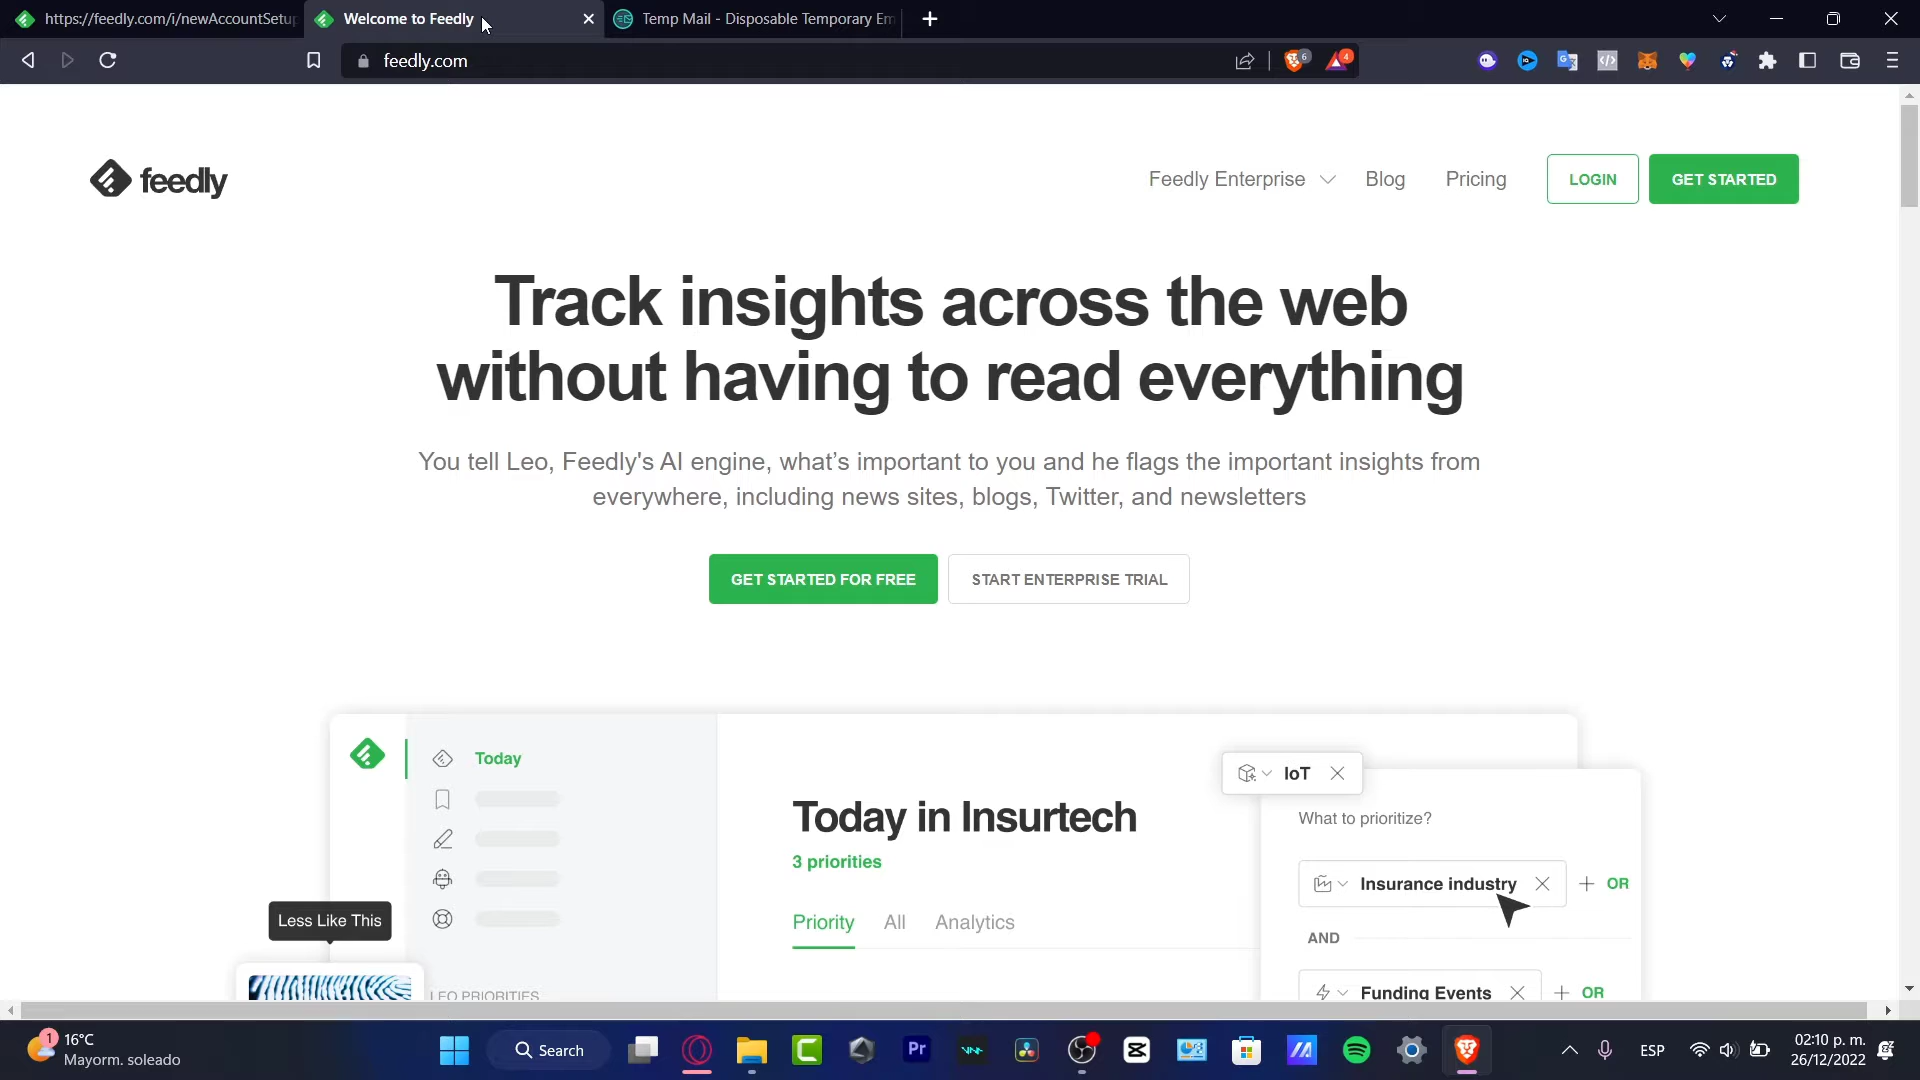 https://feedly.com/i/newAccountSetup
Welcome to Feedly
Temp Mail - Disposable Temporary Em
feedly.com
6
4
feedly
Feedly Enterprise
Blog
Pricing
LOGIN
GET STARTED
Track insights across the web
without having to read everything
You tell Leo, Feedly's AI engine, what's important to you and he flags the important insights from
everywhere, including news sites, blogs, Twitter, and newsletters
GET STARTED FOR FREE
START ENTERPRISE TRIAL
Today
IoT
Today in Insurtech
What to prioritize?
3 priorities
Insurance industry
OR
Less Like This
Priority
All
Analytics
AND
LEO PRIORITIES
Funding Events
OR
1
16°C
Mayorm. soleado
Search
Pr
ESP
02:10 p. m.
26/12/2022